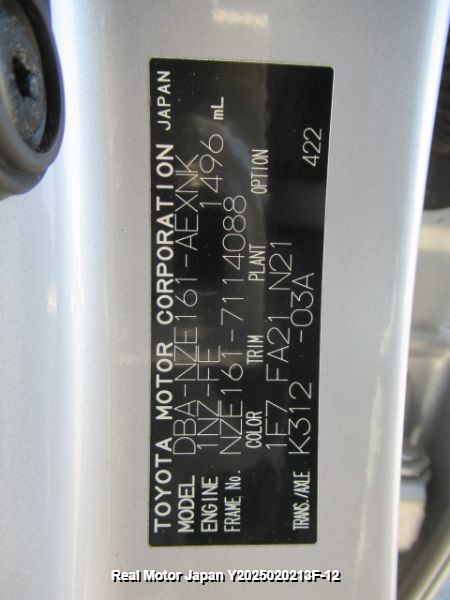 TOYOTA MOTOR CORPORATION JAPAN
MODEL DBA-NZE161-AEXNK
ENGINE 1NZ-FE 1496 mL
FRAME No. NZE161-7114088
COLOR TRIM PLANT OPTION
1E7 FA21 N21
TRANS./AXLE K312 -03A 422
Real Motor Japan Y2025020213F-12